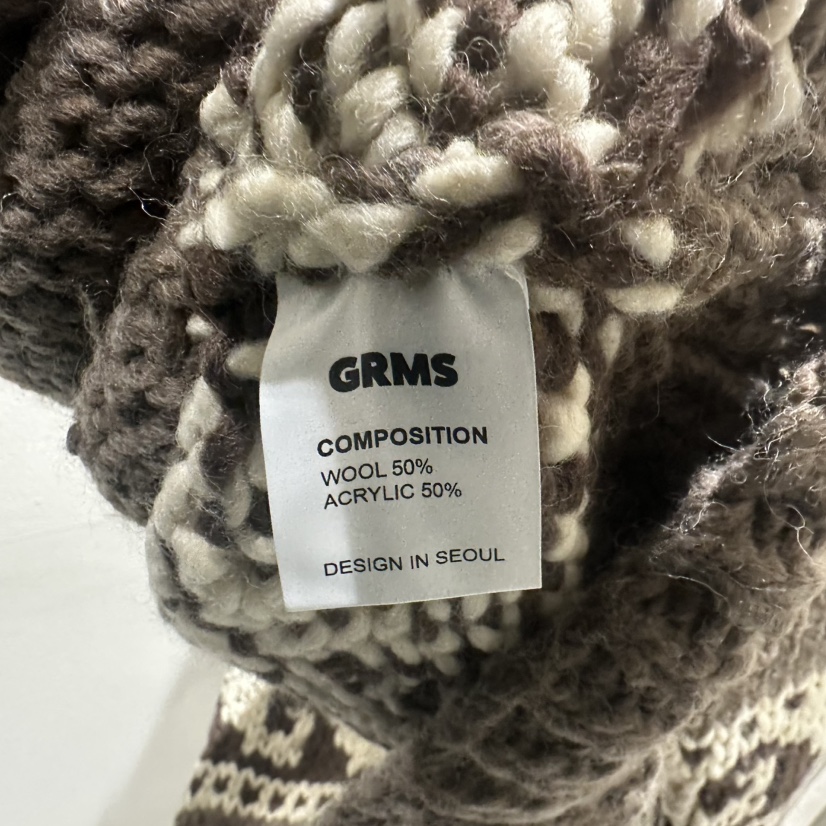 GRMS
COMPOSITION
WOOL 50%
ACRYLIC 50%
DESIGN IN SEOUL